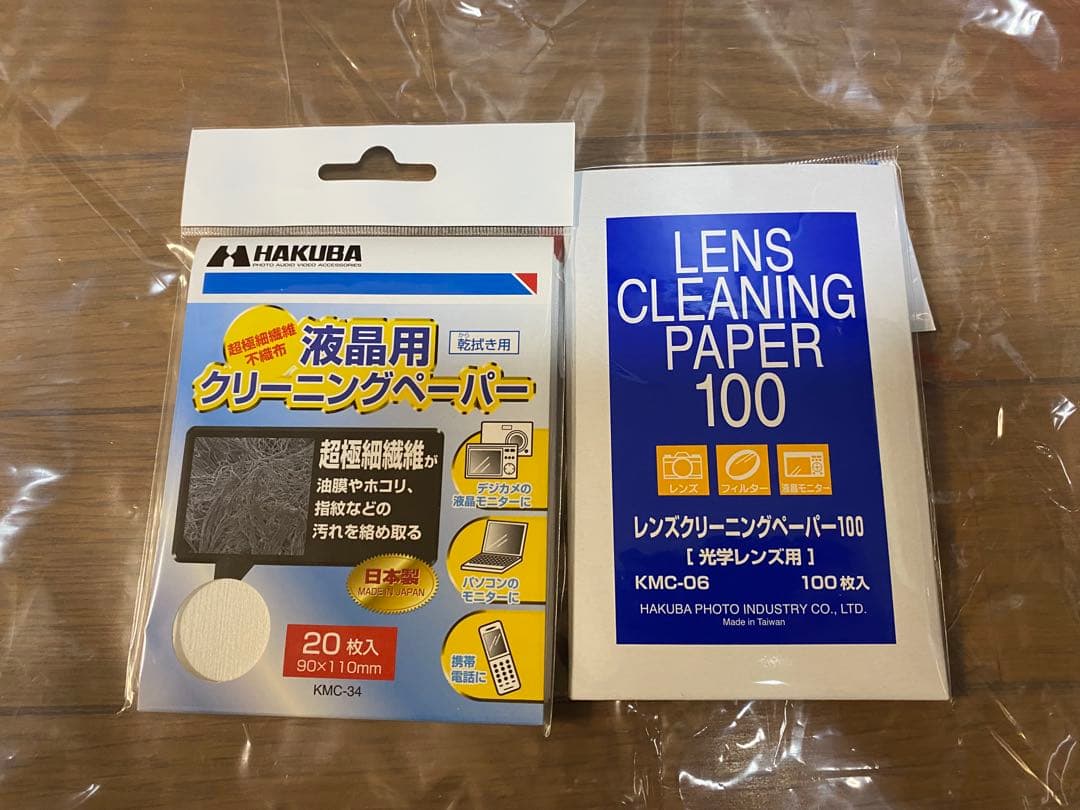 HAKUBA
PHOTO AUDIO VIDEO ACCESSORIES
超極細繊維
不織布
液晶用
から
乾拭き用
クリーニングペーパー
超極細繊維が
油膜やホコリ、
指紋などの
汚れを絡め取る
デジカメの
液晶モニターに
パソコンの
モニターに
携帯
電話に
日本製
MADE IN JAPAN
20枚入
90×110mm
KMC-34
LENS
CLEANING
PAPER
100
レンズ
フィルター
液晶モニター
レンズクリーニングペーパー100
[ 光学レンズ用 ]
KMC-06 100枚入
HAKUBA PHOTO INDUSTRY CO., LTD.
Made in Taiwan